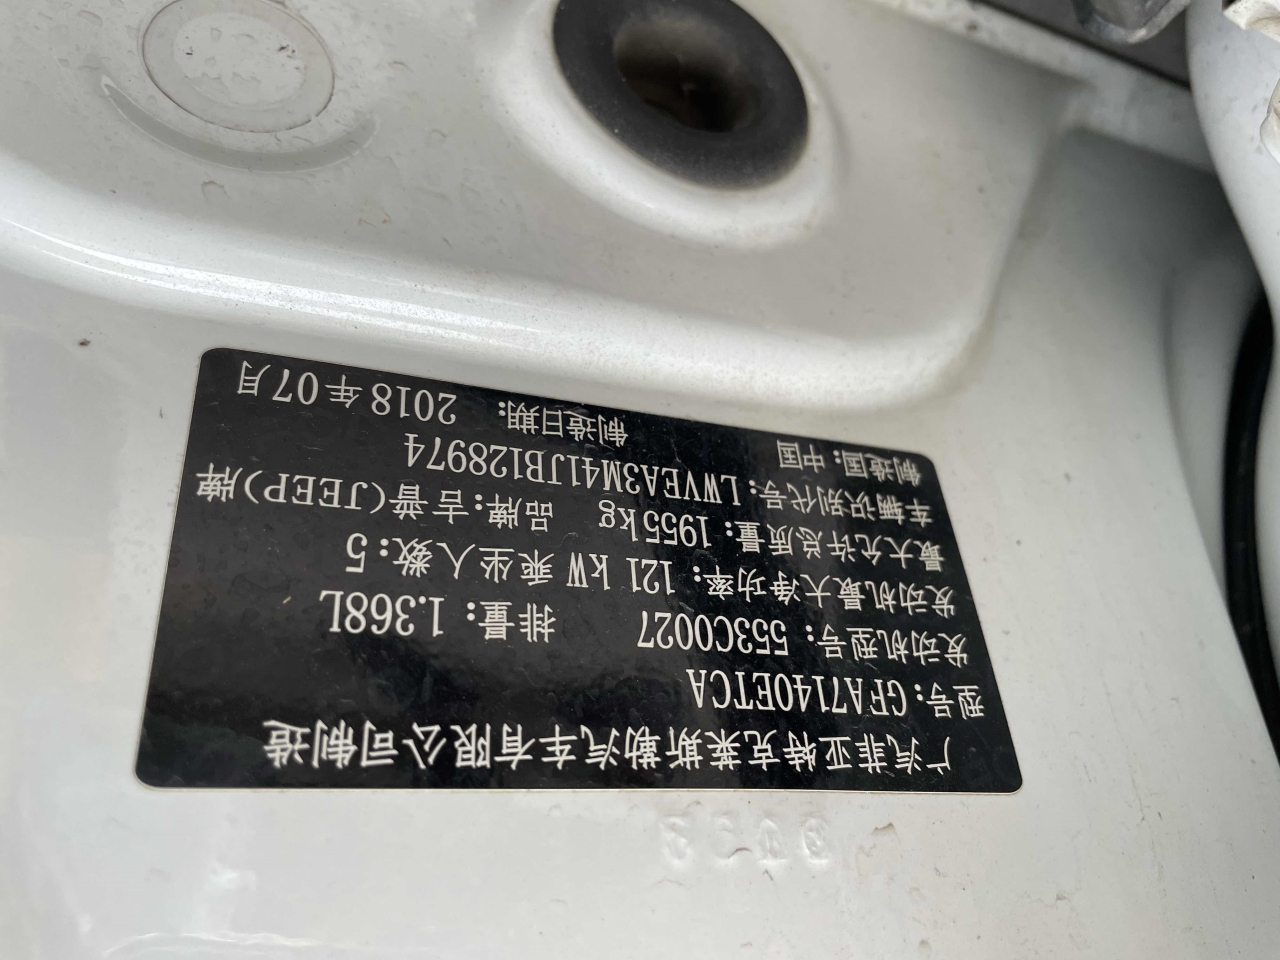 广汽菲亚特克莱斯勒汽车有限公司制造
型号:GFA7140ETCA
发动机型号: 553C0027 排量: 1.368L
发动机最大净功率: 121 kW 乘坐人数: 5
最大允许总质量: 1955kg 品牌:吉普(JEEP)牌
车辆识别代号:LWVEA3M41JB128974
制造国: 中国 制造日期: 2018年07月